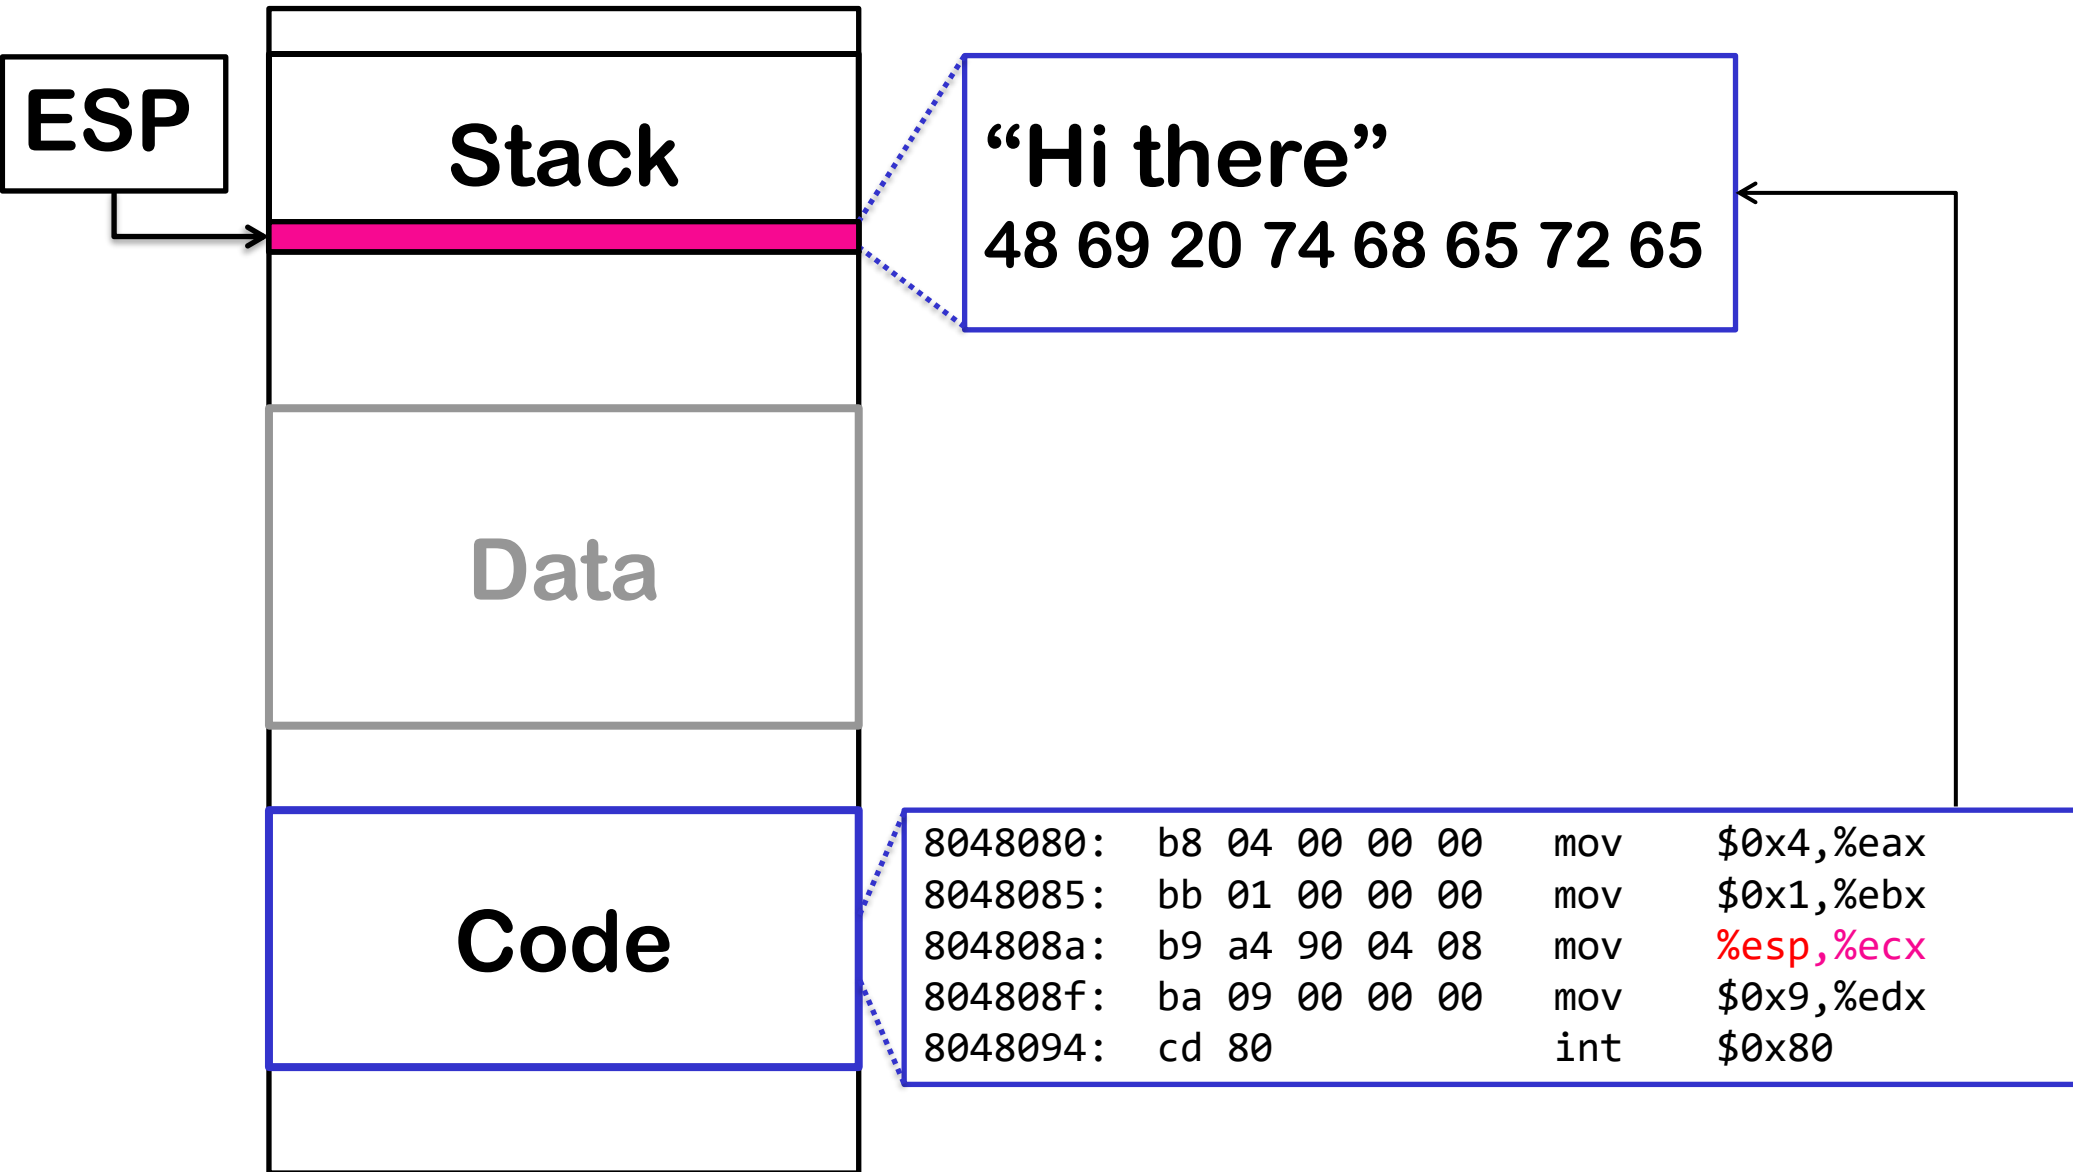 ESP
Stack
“Hi there”
48 69 20 74 68 65 72 65
Data
Code
8048080: b8 04 00 00 00 mov $0x4,%eax
8048085: bb 01 00 00 00 mov $0x1,%ebx
804808a: b9 a4 90 04 08 mov %esp,%ecx
804808f: ba 09 00 00 00 mov $0x9,%edx
8048094: cd 80 int $0x80